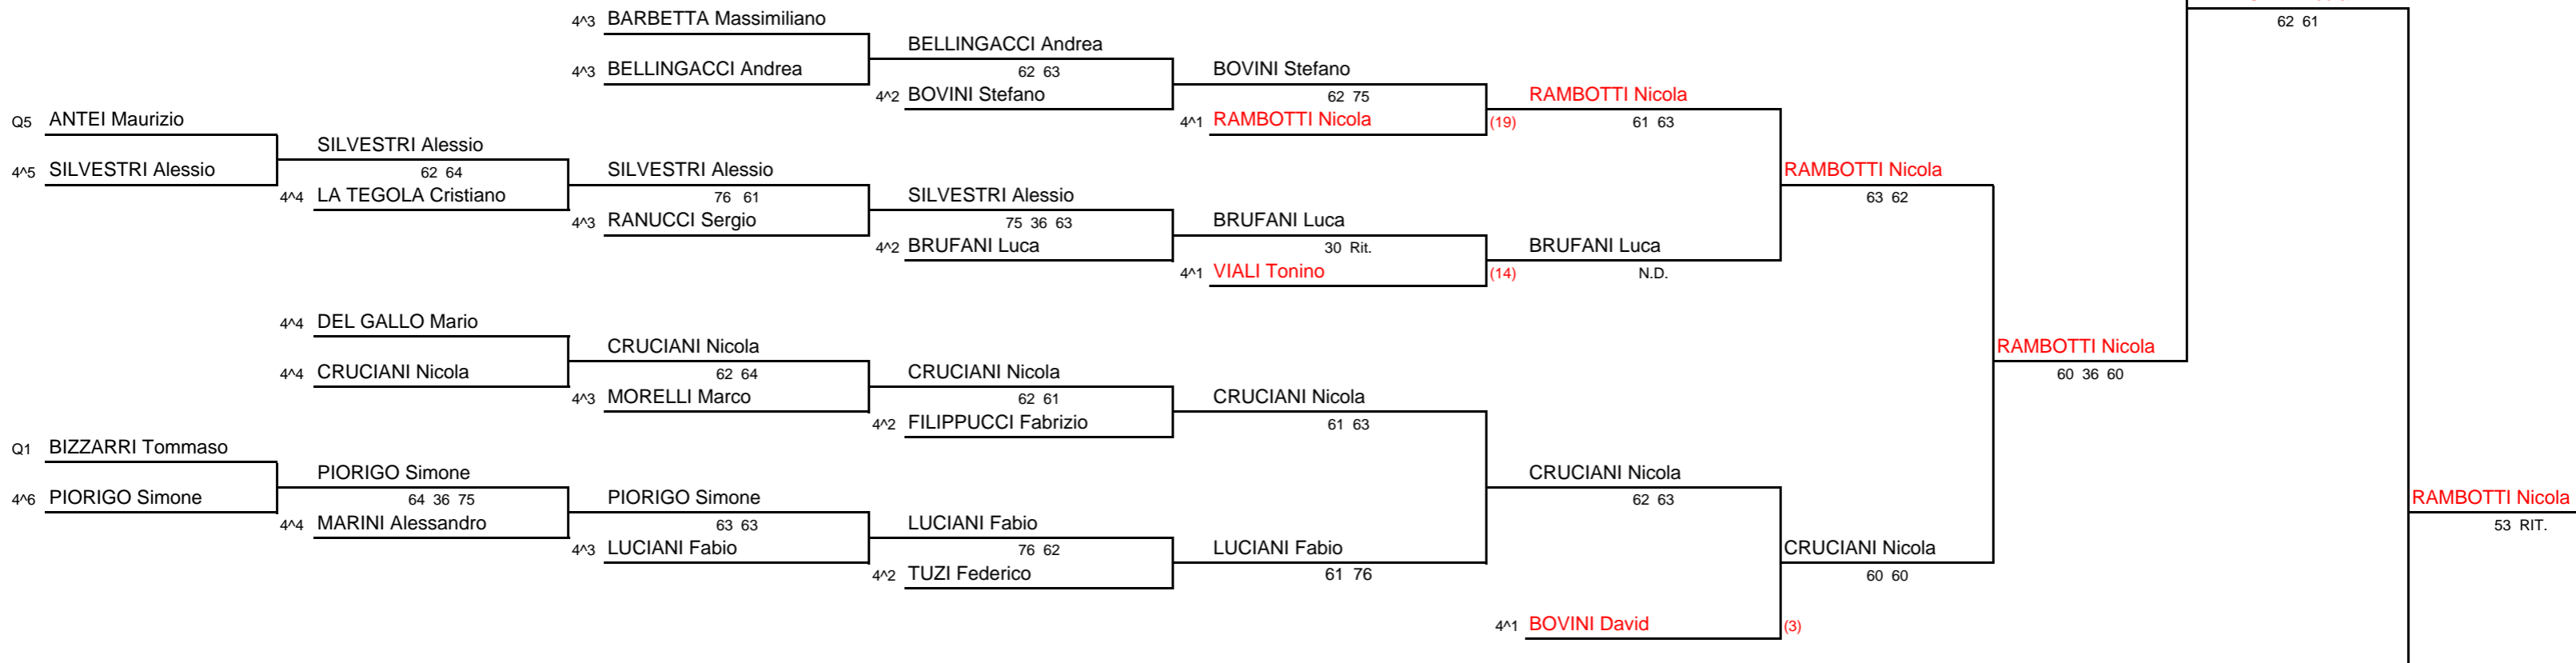 4^3 BARBETTA Massimiliano
62 61
BELLINGACCI Andrea
4^3 BELLINGACCI Andrea
62 63
BOVINI Stefano
4^2 BOVINI Stefano
62 75
RAMBOTTI Nicola
Q5 ANTEI Maurizio
4^1 RAMBOTTI Nicola (19)
61 63
SILVESTRI Alessio
4^5 SILVESTRI Alessio
62 64
SILVESTRI Alessio
RAMBOTTI Nicola
4^4 LA TEGOLA Cristiano
76 61
SILVESTRI Alessio
63 62
4^3 RANUCCI Sergio
75 36 63
BRUFANI Luca
4^2 BRUFANI Luca
30 Rit.
BRUFANI Luca
4^1 VIALI Tonino (14)
N.D.
4^4 DEL GALLO Mario
CRUCIANI Nicola
RAMBOTTI Nicola
4^4 CRUCIANI Nicola
62 64
CRUCIANI Nicola
60 36 60
4^3 MORELLI Marco
62 61
CRUCIANI Nicola
4^2 FILIPPUCCI Fabrizio
61 63
Q1 BIZZARRI Tommaso
PIORIGO Simone
CRUCIANI Nicola
4^6 PIORIGO Simone
64 36 75
PIORIGO Simone
62 63
RAMBOTTI Nicola
4^4 MARINI Alessandro
63 63
LUCIANI Fabio
53 RIT.
4^3 LUCIANI Fabio
76 62
LUCIANI Fabio
CRUCIANI Nicola
4^2 TUZI Federico
61 76
60 60
4^1 BOVINI David (3)